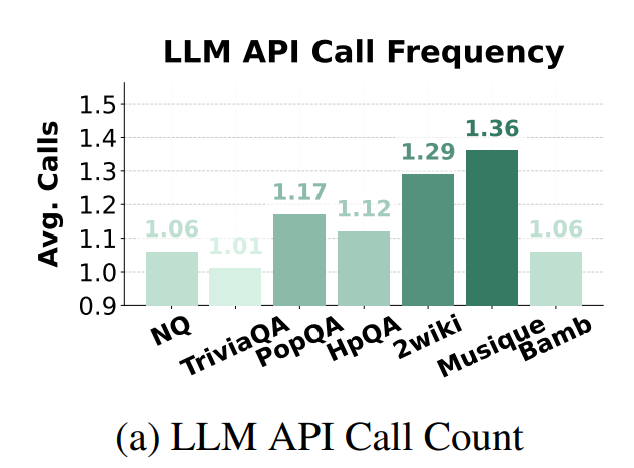 LLM API Call Frequency
Avg. Calls
1.5
1.4
1.3
1.2
1.1
1.0
0.9
1.06
1.01
1.17
1.12
1.29
1.36
1.06
NQ
TriviaQA
PopQA
HpQA
2wiki
Musique
Bamb
(a) LLM API Call Count